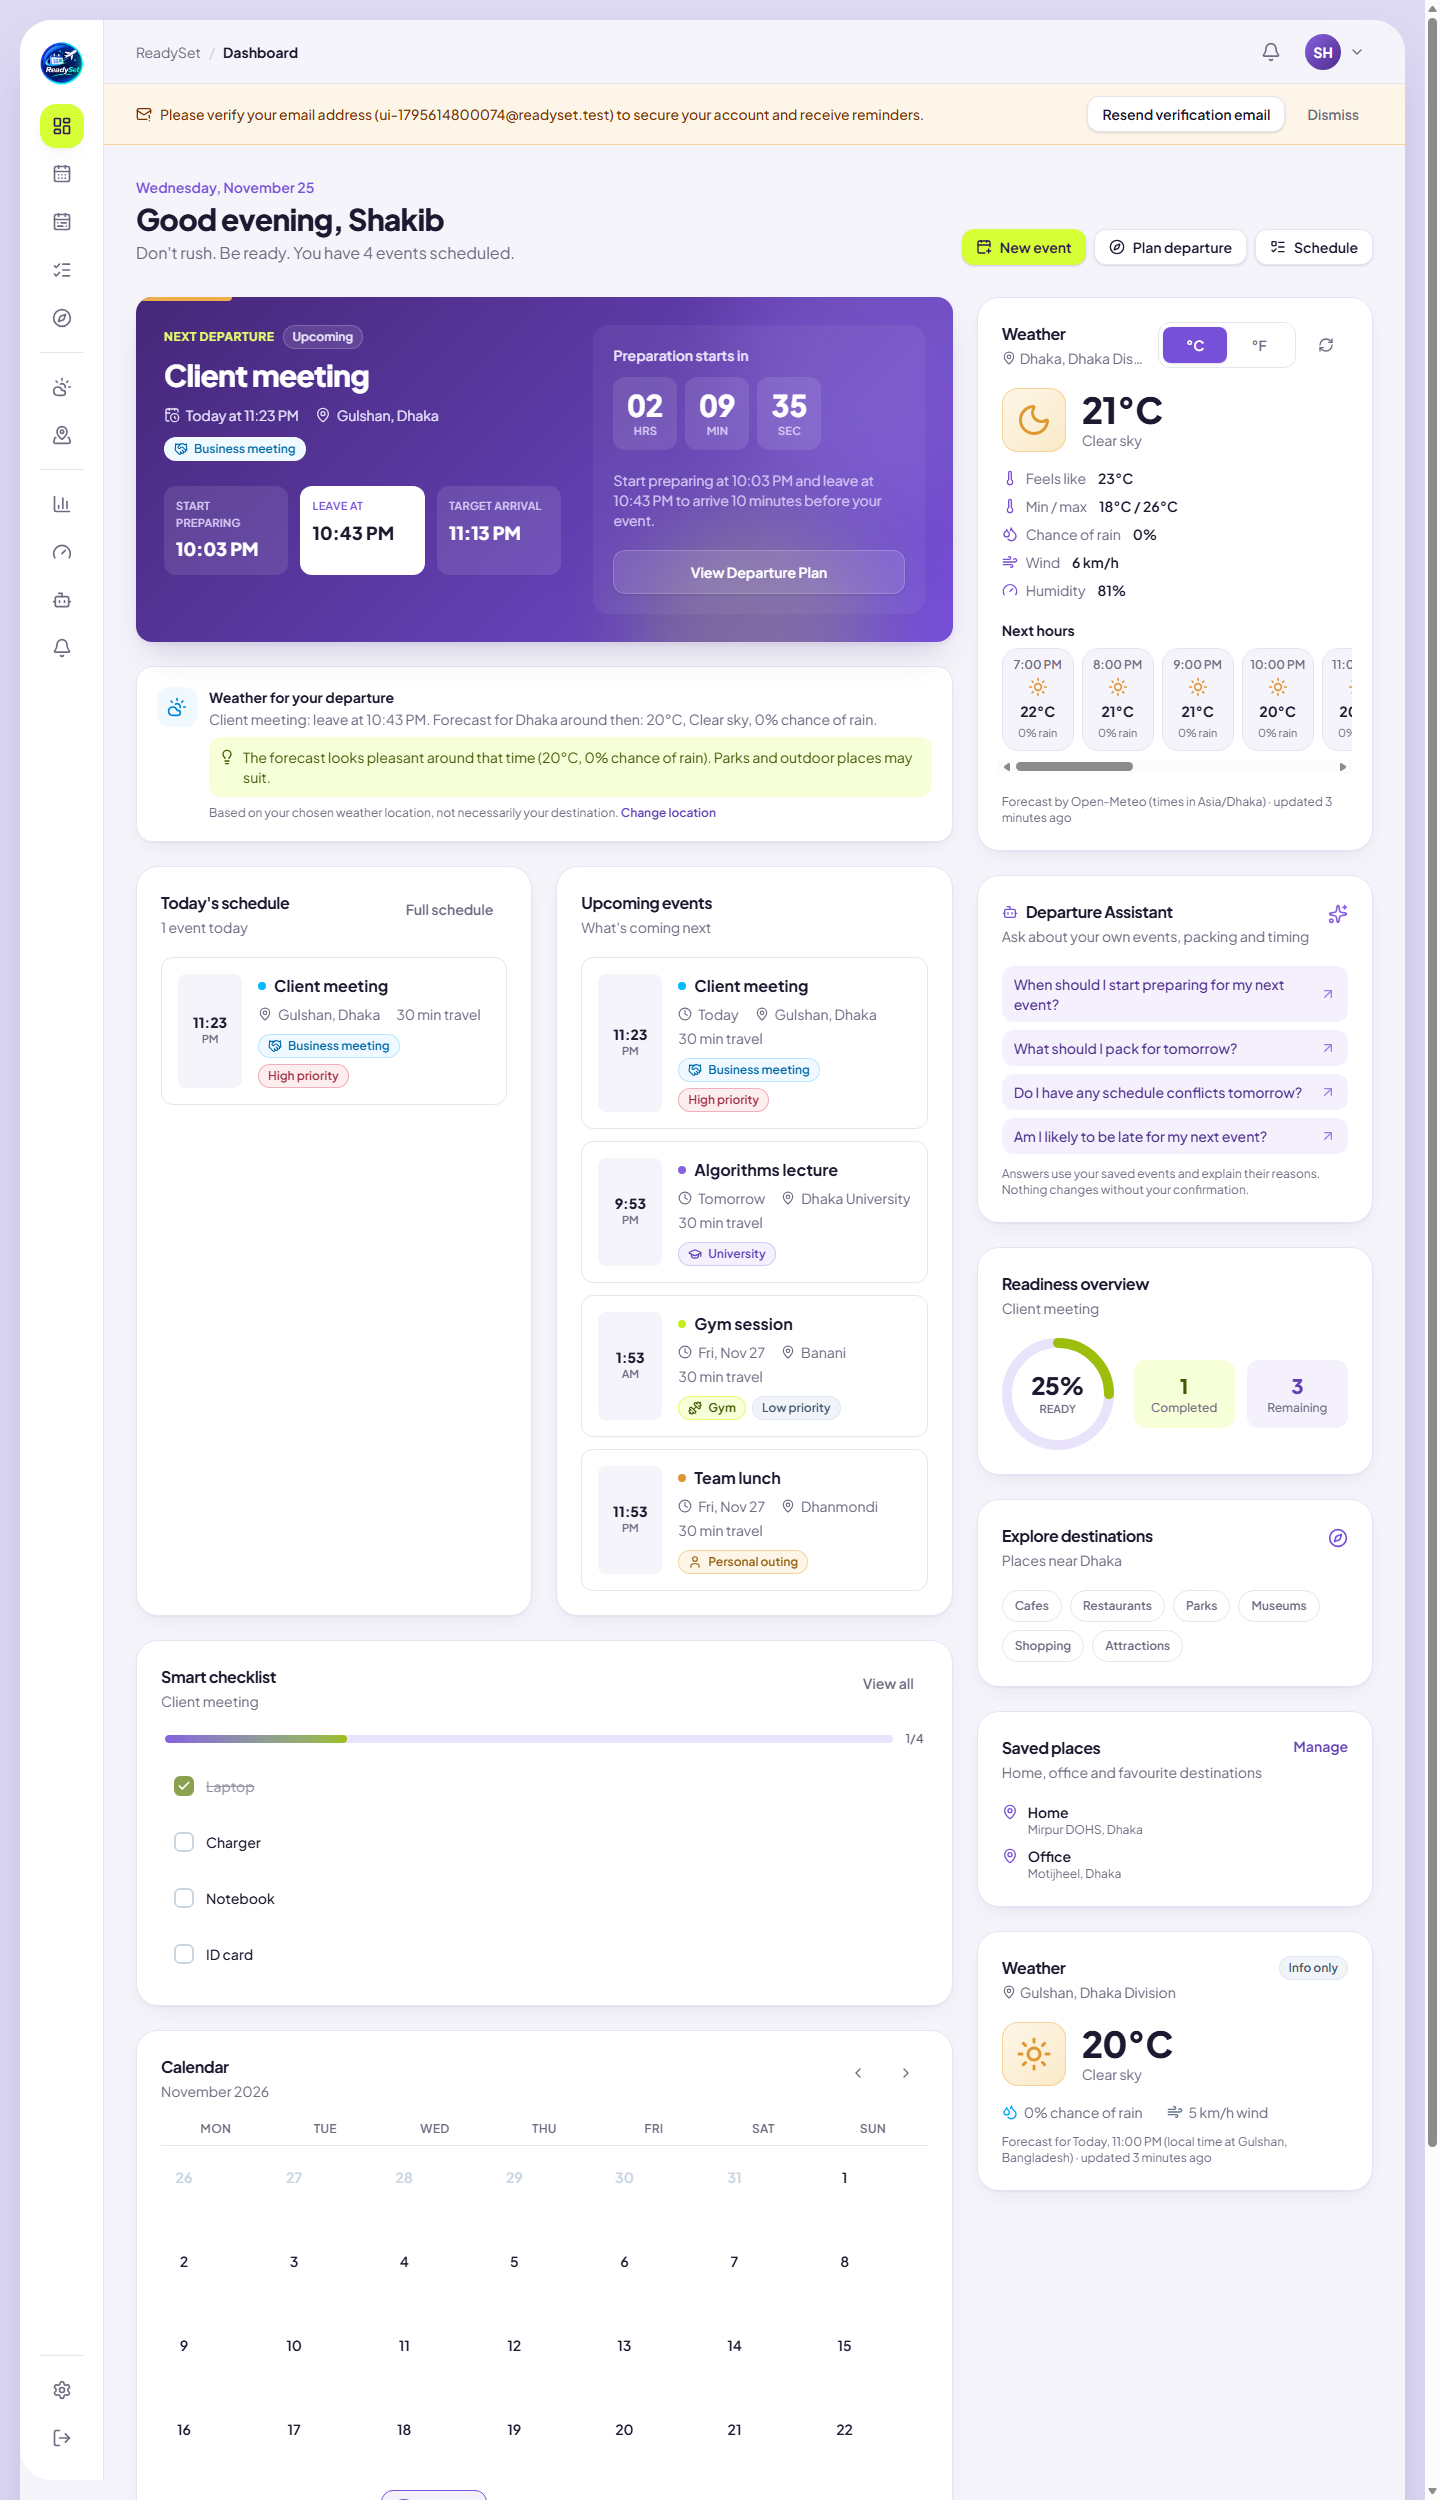 ReadySet
ReadySet / Dashboard
SH
Please verify your email address (ui-1795614800074@readyset.test) to secure your account and receive reminders.
Resend verification email
Dismiss
Wednesday, November 25
Good evening, Shakib
Don't rush. Be ready. You have 4 events scheduled.
New event
Plan departure
Schedule
NEXT DEPARTURE
Upcoming
Client meeting
Today at 11:23 PM
Gulshan, Dhaka
Business meeting
START
PREPARING
10:03 PM
LEAVE AT
10:43 PM
TARGET ARRIVAL
11:13 PM
Preparation starts in
02 09 35
HRS MIN SEC
Start preparing at 10:03 PM and leave at
10:43 PM to arrive 10 minutes before your
event.
View Departure Plan
Weather for your departure
Client meeting: leave at 10:43 PM. Forecast for Dhaka around then: 20°C, Clear sky, 0% chance of rain.
The forecast looks pleasant around that time (20°C, 0% chance of rain). Parks and outdoor places may
suit.
Based on your chosen weather location, not necessarily your destination. Change location
Today's schedule
1 event today
Full schedule
11:23
PM
Client meeting
Gulshan, Dhaka 30 min travel
Business meeting
High priority
Upcoming events
What's coming next
11:23
PM
Client meeting
Today Gulshan, Dhaka
30 min travel
Business meeting
High priority
9:53
PM
Algorithms lecture
Tomorrow Dhaka University
30 min travel
University
1:53
AM
Gym session
Fri, Nov 27 Banani
30 min travel
Gym Low priority
11:53
PM
Team lunch
Fri, Nov 27 Dhanmondi
30 min travel
Personal outing
Smart checklist
Client meeting
View all
1/4
Laptop
Charger
Notebook
ID card
Calendar
November 2026
MON TUE WED THU FRI SAT SUN
26 27 28 29 30 31 1
2 3 4 5 6 7 8
9 10 11 12 13 14 15
16 17 18 19 20 21 22
Weather
Dhaka, Dhaka Dis...
°C °F
21°C
Clear sky
Feels like 23°C
Min / max 18°C / 26°C
Chance of rain 0%
Wind 6 km/h
Humidity 81%
Next hours
7:00 PM 8:00 PM 9:00 PM 10:00 PM 11:0
22°C 21°C 21°C 20°C 20
0% rain 0% rain 0% rain 0% rain 0%
Forecast by Open-Meteo (times in Asia/Dhaka) · updated 3
minutes ago
Departure Assistant
Ask about your own events, packing and timing
When should I start preparing for my next
event?
What should I pack for tomorrow?
Do I have any schedule conflicts tomorrow?
Am I likely to be late for my next event?
Answers use your saved events and explain their reasons.
Nothing changes without your confirmation.
Readiness overview
Client meeting
25%
READY
1
Completed
3
Remaining
Explore destinations
Places near Dhaka
Cafes Restaurants Parks Museums
Shopping Attractions
Saved places
Manage
Home, office and favourite destinations
Home
Mirpur DOHS, Dhaka
Office
Motijheel, Dhaka
Weather
Info only
Gulshan, Dhaka Division
20°C
Clear sky
0% chance of rain 5 km/h wind
Forecast for Today, 11:00 PM (local time at Gulshan,
Bangladesh) · updated 3 minutes ago